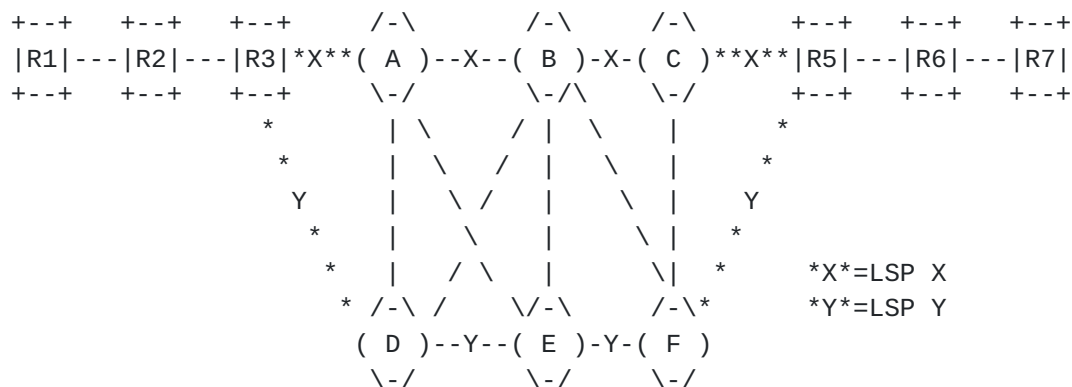 +--+   +--+   +--+       /-\         /-\       /-\        +--+   +--+   +--+
|R1|---|R2|---|R3|*X**( A )--X--( B )-X-( C )**X**|R5|---|R6|---|R7|
+--+   +--+   +--+       \-/         \-/\      \-/        +--+   +--+   +--+
                *        | \       / |  \      |       *
                 *       |  \     /  |   \     |      *
                  Y      |   \ /     |    \    |     Y
                   *     |    \      |     \ |    *
                    *    |   / \     |      \|   *      *X*=LSP X
                     * /-\ /     \/-\       /-\*        *Y*=LSP Y
                      ( D )--Y--( E )-Y-( F )
                       \-/         \-/       \-/